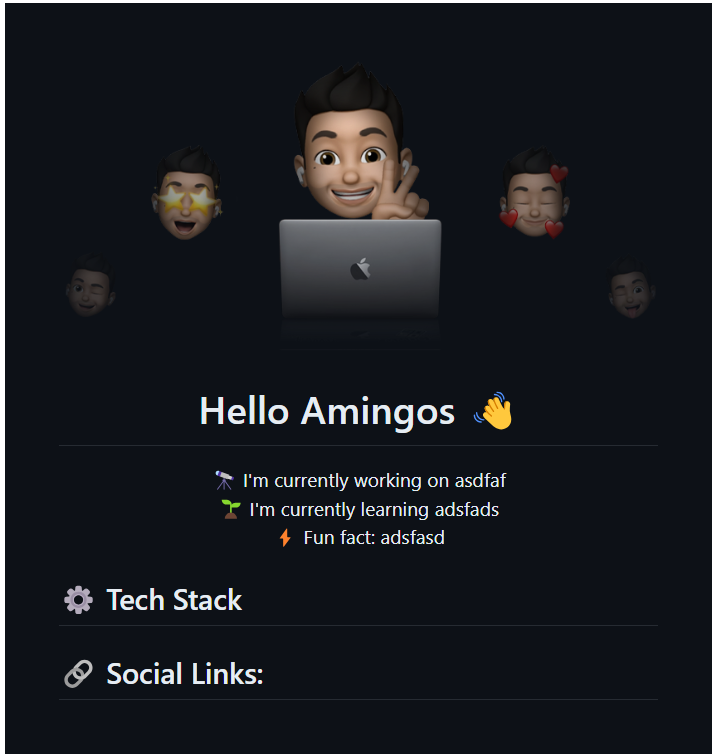 Hello Amingos 👋
🔭 I'm currently working on asdfaf
🌱 I'm currently learning adsfads
⚡ Fun fact: adsfasd
⚙️ Tech Stack
🔗 Social Links: